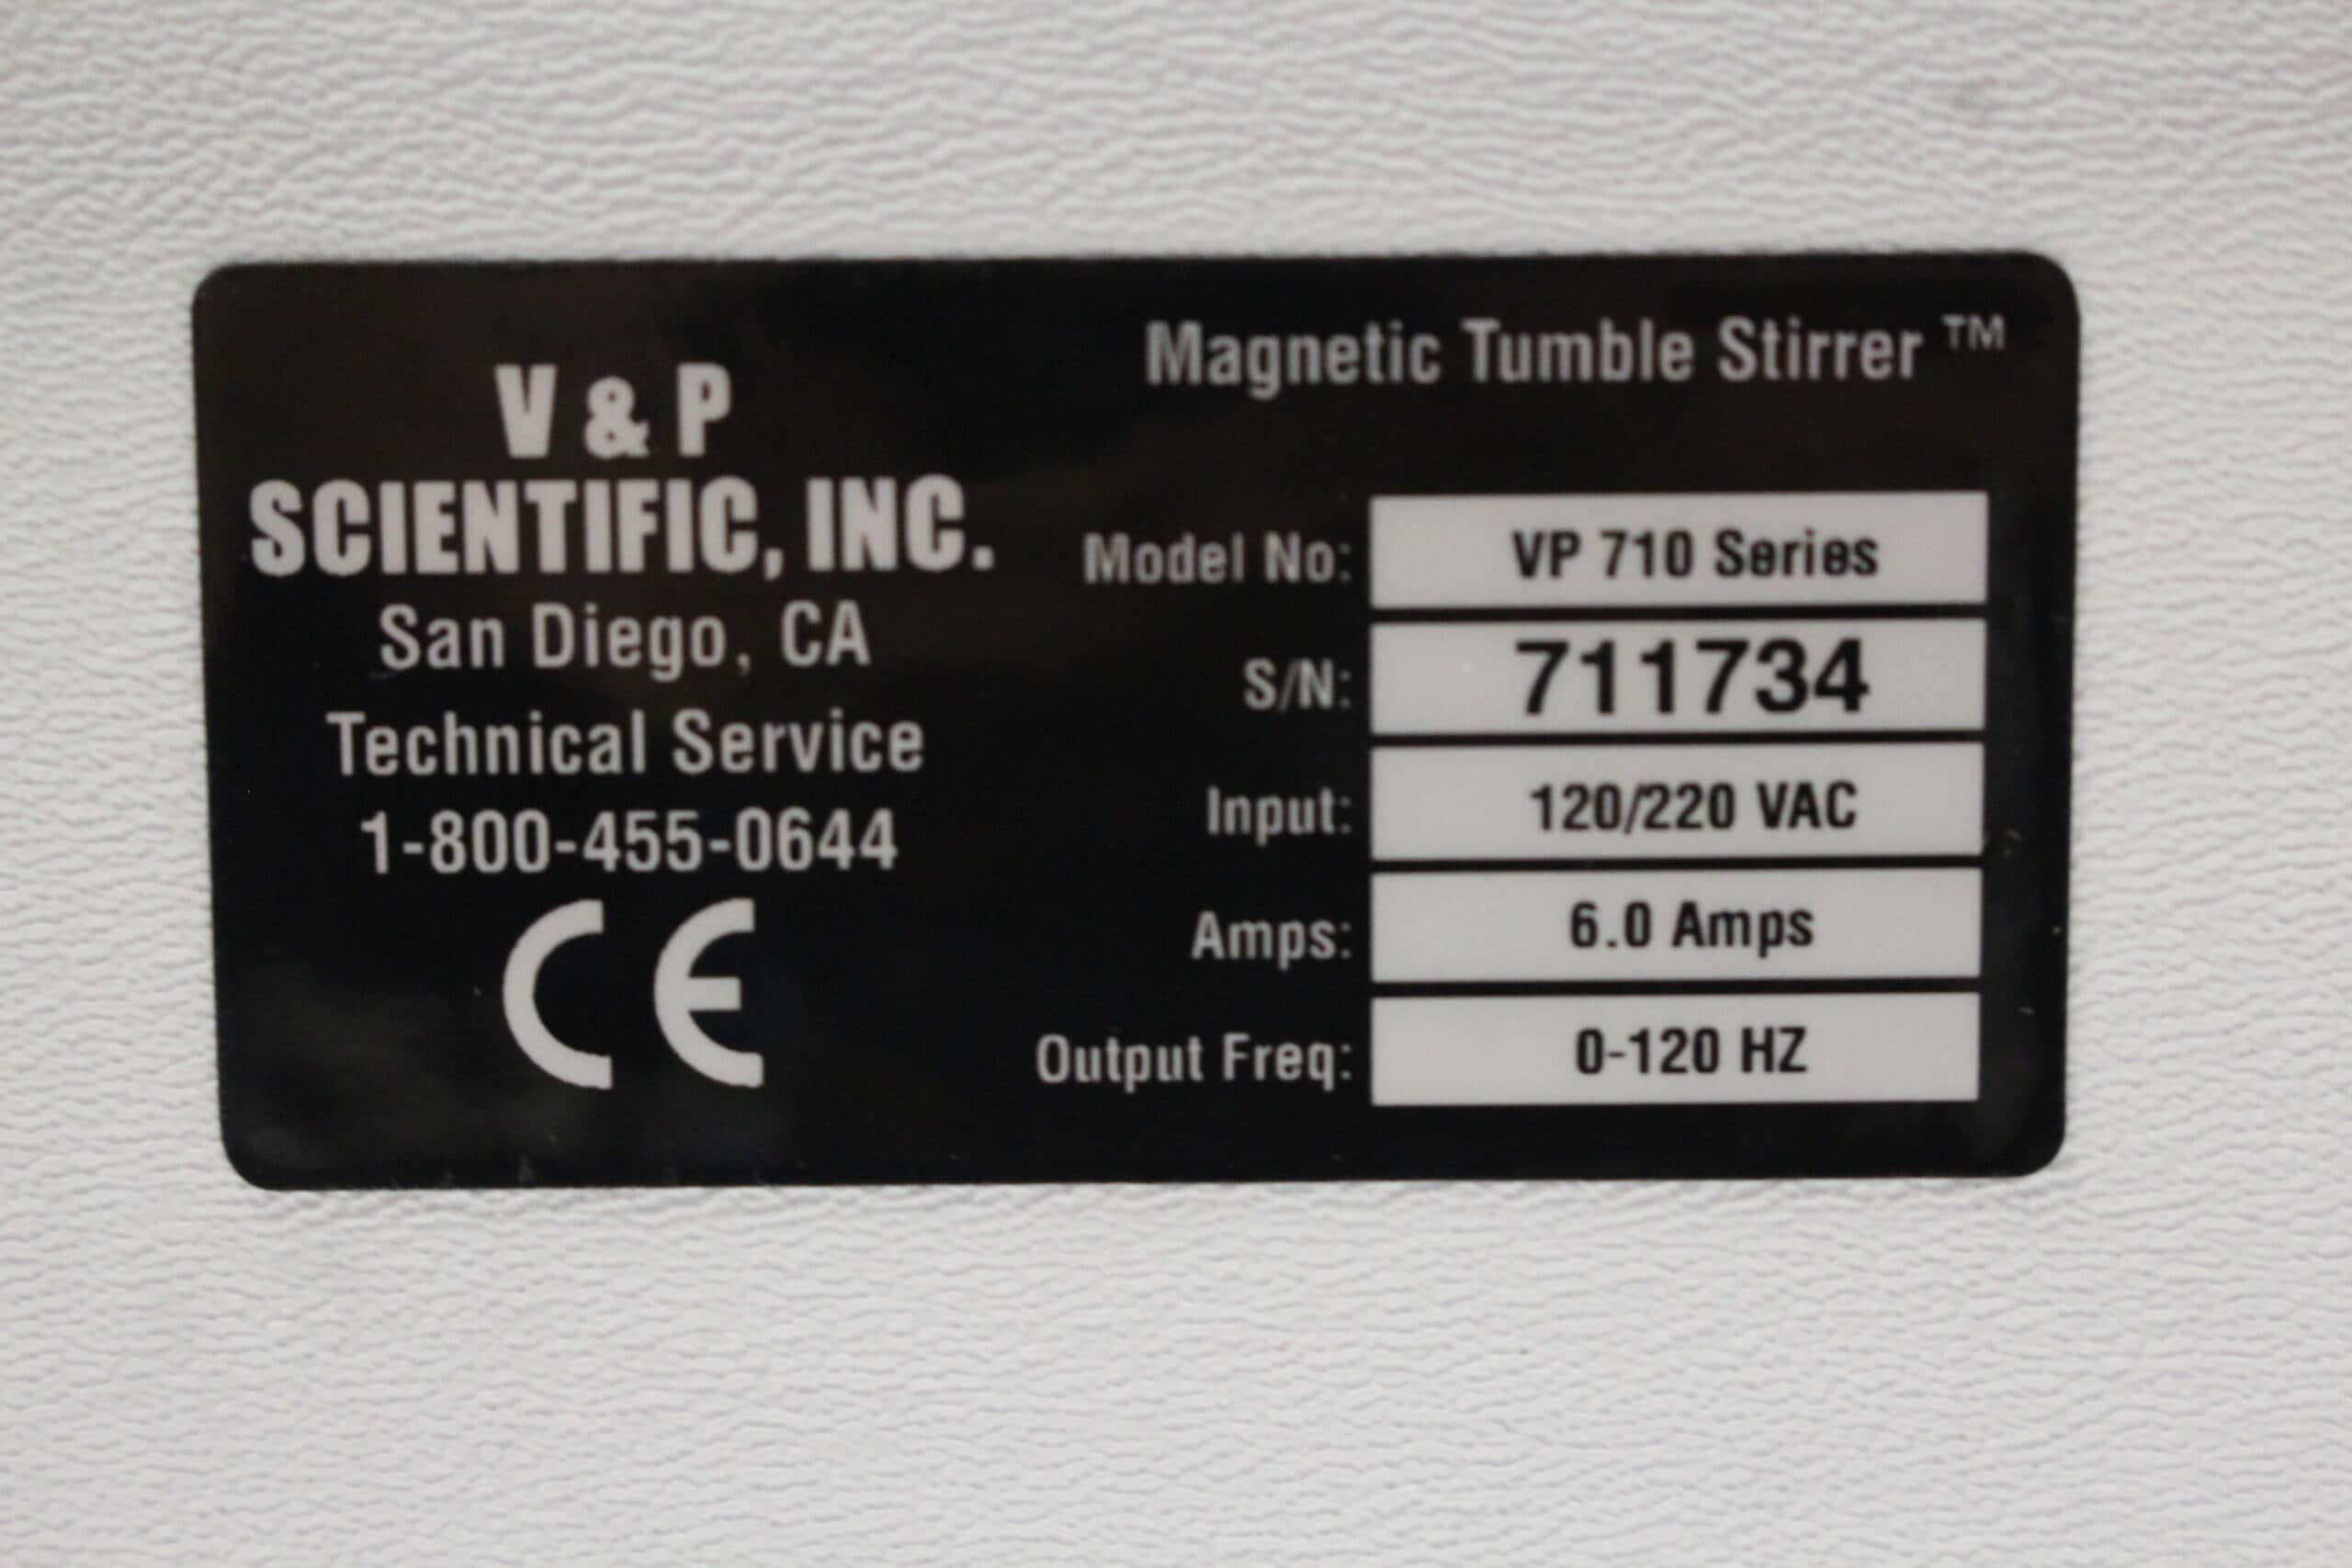 V & P
SCIENTIFIC, INC.
San Diego, CA
Technical Service
1-800-455-0644
CE
Magnetic Tumble Stirrer ™
Model No: VP 710 Series
S/N: 711734
Input: 120/220 VAC
Amps: 6.0 Amps
Output Freq: 0-120 HZ